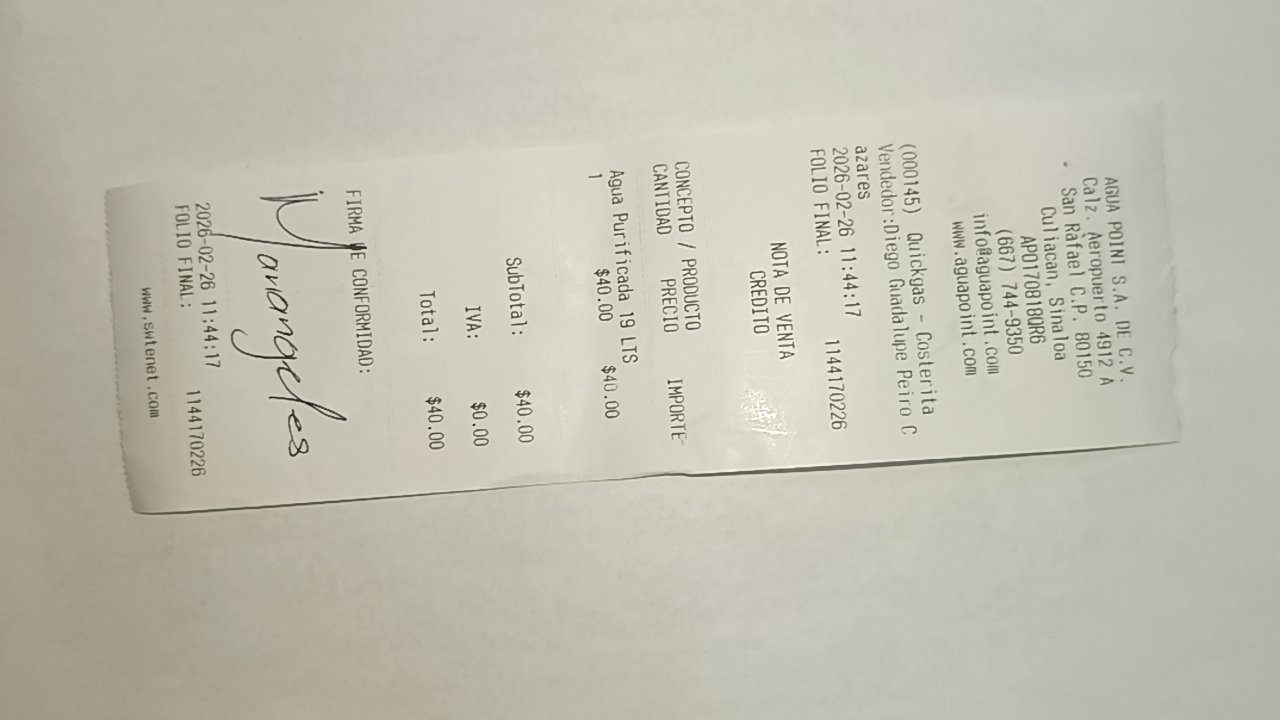 AGUA POINT S.A. DE C.V.
Calz. Aeropuerto 4912 A
San Rafael C.P. 80150
Culiacan, Sinaloa
APO170818QR6
(667) 744-9350
info@aguapoint.com
www.aguapoint.com
(000145) Quickgas - Costerita
Vendedor:Diego Guadalupe Peiro C
azares
2026-02-26 11:44:17
FOLIO FINAL: 1144170226
NOTA DE VENTA
CREDITO
CONCEPTO / PRODUCTO
CANTIDAD PRECIO IMPORTE
Agua Purificada 19 LTS
1 $40.00 $40.00
SubTotal: $40.00
IVA: $0.00
Total: $40.00
FIRMA DE CONFORMIDAD:
Mariangeles
2026-02-26 11:44:17
FOLIO FINAL: 1144170226
www.swtenet.com